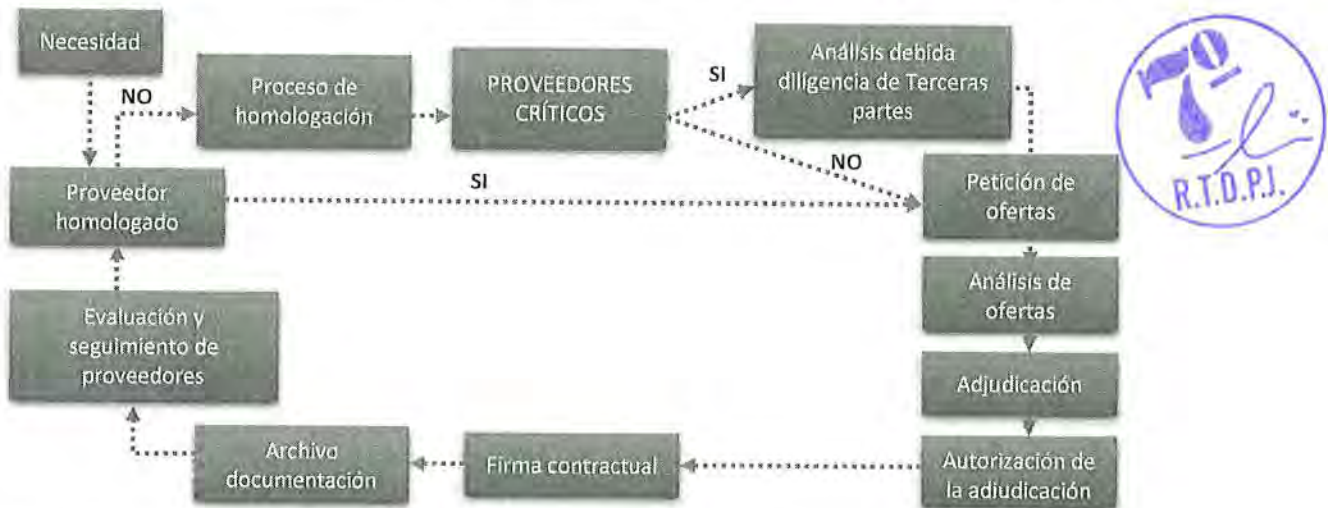 Necesidad
NO
Proceso de
homologación
PROVEEDORES
CRÍTICOS
SI
Análisis debida
diligencia de Terceras
partes
NO
Proveedor
homologado
SI
Petición de
ofertas
Análisis de
ofertas
Adjudicación
Autorización de
la adjudicación
Firma contractual
Archivo
documentación
Evaluación y
seguimiento de
proveedores
R.T.D.P.J.